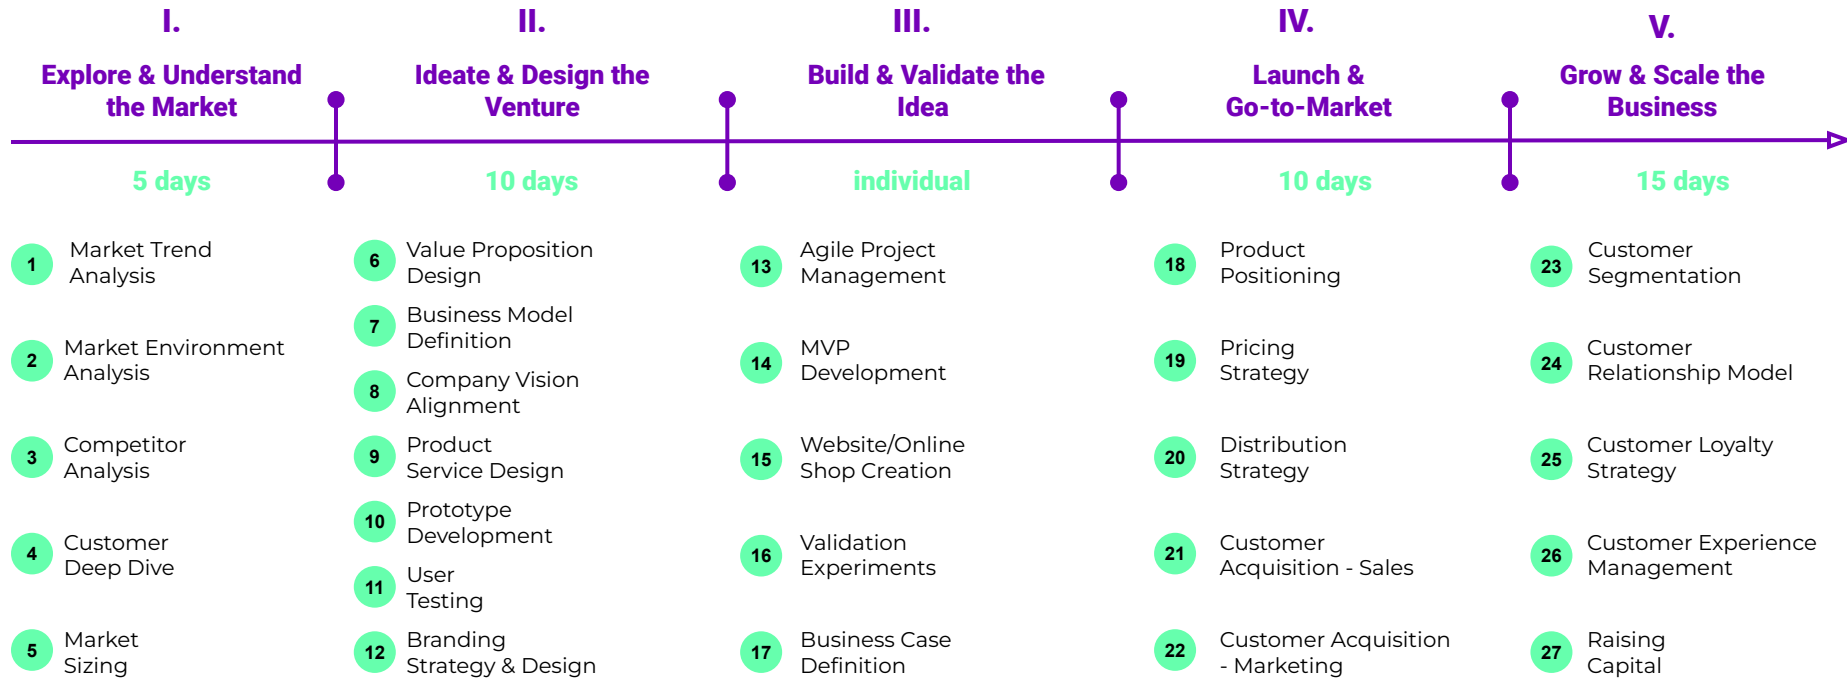 I.
Explore & Understand
the Market
5 days
1
Market Trend
Analysis
2
Market Environment
Analysis
3
Competitor
Analysis
4
Customer
Deep Dive
5
Market
Sizing
II.
Ideate & Design the
Venture
10 days
6
Value Proposition
Design
7
Business Model
Definition
8
Company Vision
Alignment
9
Product
Service Design
10
Prototype
Development
11
User
Testing
12
Branding
Strategy & Design
III.
Build & Validate the
Idea
individual
13
Agile Project
Management
14
MVP
Development
15
Website/Online
Shop Creation
16
Validation
Experiments
17
Business Case
Definition
IV.
Launch &
Go-to-Market
10 days
18
Product
Positioning
19
Pricing
Strategy
20
Distribution
Strategy
21
Customer
Acquisition - Sales
22
Customer Acquisition
- Marketing
V.
Grow & Scale the
Business
15 days
23
Customer
Segmentation
24
Customer
Relationship Model
25
Customer Loyalty
Strategy
26
Customer Experience
Management
27
Raising
Capital